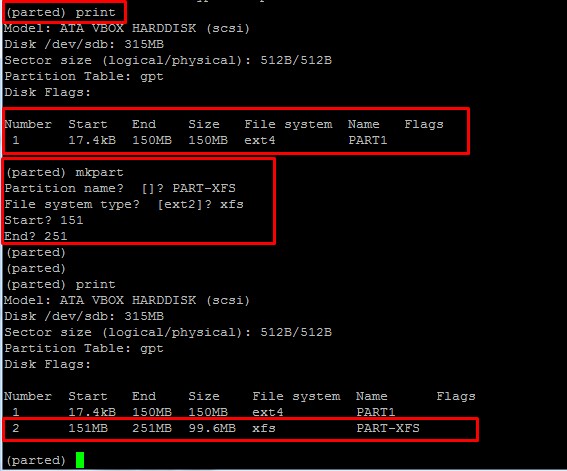 (parted) print
Model: ATA VBOX HARDDISK (scsi)
Disk /dev/sdb: 315MB
Sector size (logical/physical): 512B/512B
Partition Table: gpt
Disk Flags:
Number  Start   End    Size   File system  Name   Flags
 1      17.4kB  150MB  150MB  ext4         PART1
(parted) mkpart
Partition name?  []? PART-XFS
File system type?  [ext2]? xfs
Start? 151
End? 251
(parted)
(parted)
(parted) print
Model: ATA VBOX HARDDISK (scsi)
Disk /dev/sdb: 315MB
Sector size (logical/physical): 512B/512B
Partition Table: gpt
Disk Flags:
Number  Start   End    Size    File system  Name      Flags
 1      17.4kB  150MB  150MB   ext4         PART1
 2      151MB   251MB  99.6MB  xfs          PART-XFS
(parted)